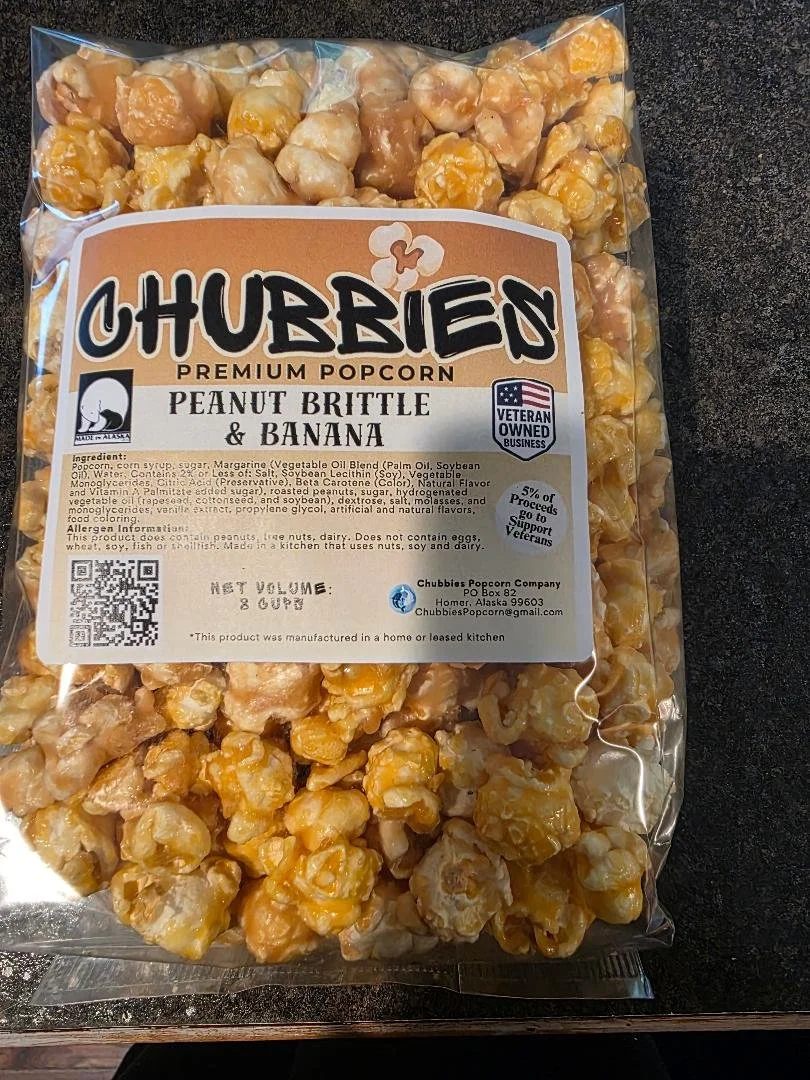 CHUBBIES
PREMIUM POPCORN
PEANUT BRITTLE
& BANANA
MADE IN ALASKA
VETERAN
OWNED
BUSINESS
Ingredient:
Popcorn, corn syrup, sugar, Margarine (Vegetable Oil Blend (Palm Oil, Soybean
Oil), Water, Contains 2% or Less of: Salt, Soybean Lecithin (Soy), Vegetable
Monoglycerides, Citric Acid (Preservative), Beta Carotene (Color), Natural Flavor
and Vitamin A Palmitate added sugar), roasted peanuts, sugar, hydrogenated
vegetable oil (rapeseed, cottonseed, and soybean), dextrose, salt, molasses, and
monoglycerides, vanilla extract, propylene glycol, artificial and natural flavors,
food coloring.
Allergen Information:
This product does contain peanuts, tree nuts, dairy. Does not contain eggs,
wheat, soy, fish or shellfish. Made in a kitchen that uses nuts, soy and dairy.
5% of
Proceeds
go to
Support
Veterans
NET VOLUME:
8 CUPS
Chubbies Popcorn Company
PO Box 82
Homer, Alaska 99603
ChubbiesPopcorn@gmail.com
*This product was manufactured in a home or leased kitchen